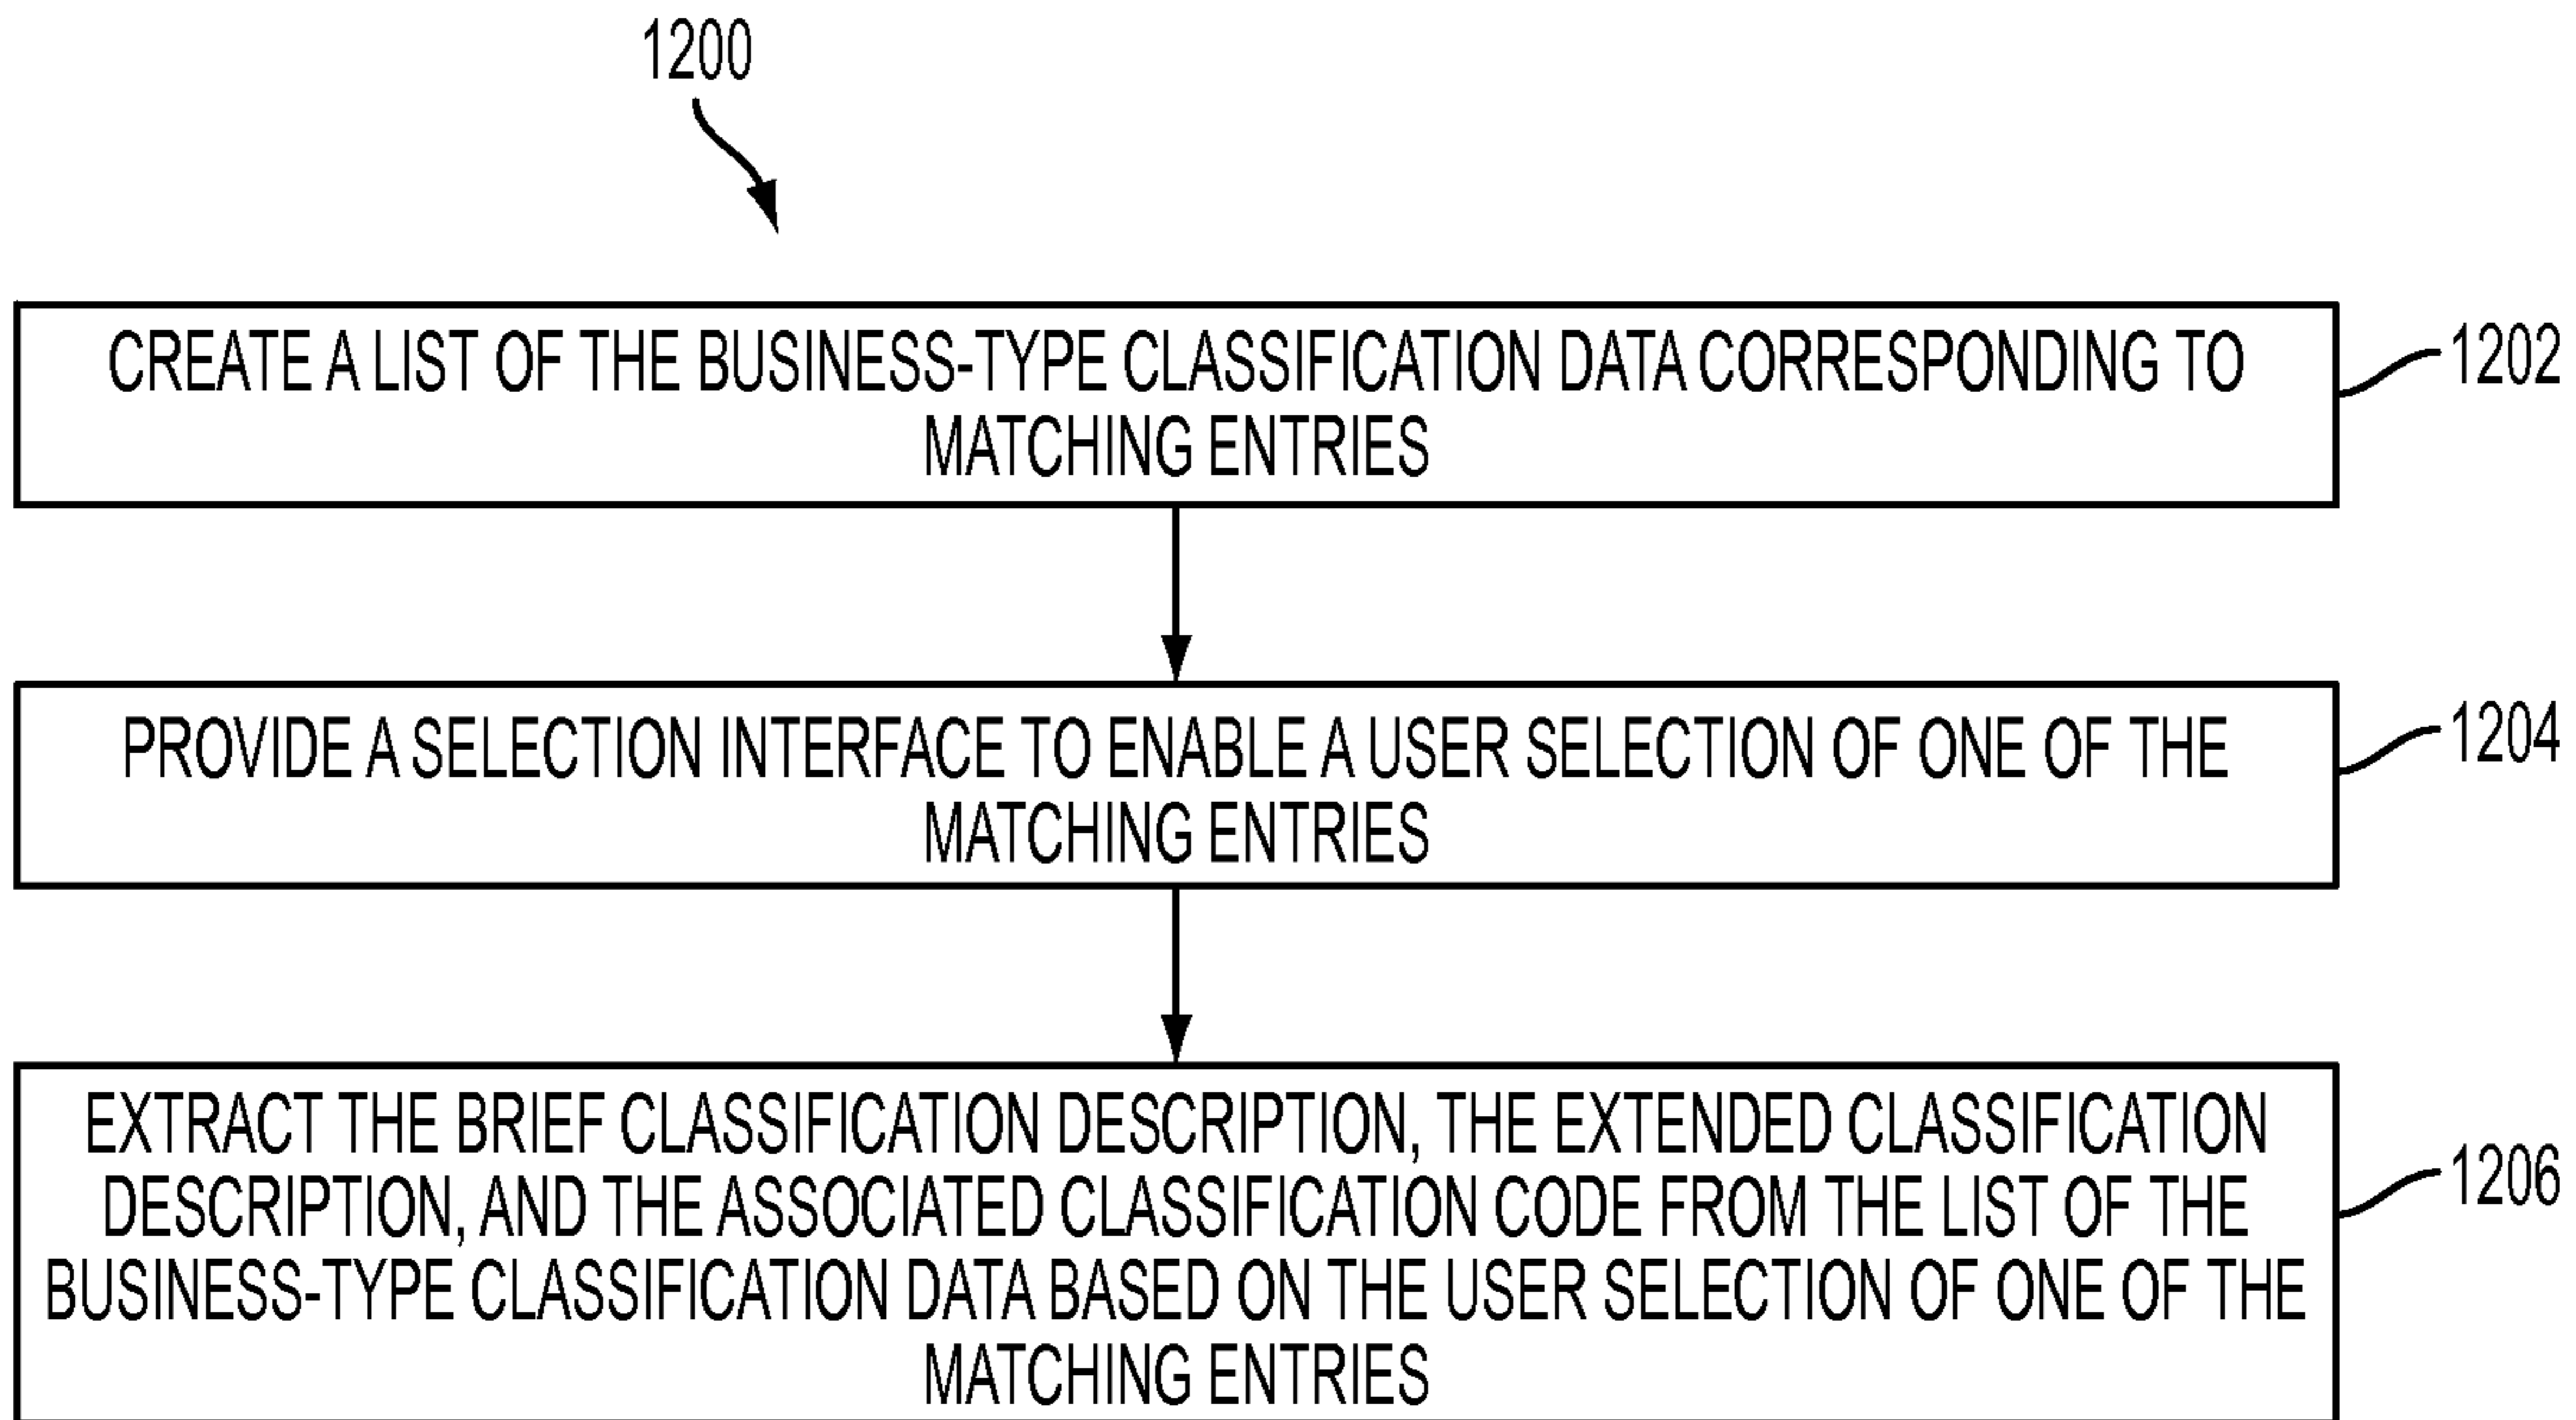 1200
CREATE A LIST OF THE BUSINESS-TYPE CLASSIFICATION DATA CORRESPONDING TO
MATCHING ENTRIES
1202
PROVIDE A SELECTION INTERFACE TO ENABLE A USER SELECTION OF ONE OF THE
MATCHING ENTRIES
1204
EXTRACT THE BRIEF CLASSIFICATION DESCRIPTION, THE EXTENDED CLASSIFICATION
DESCRIPTION, AND THE ASSOCIATED CLASSIFICATION CODE FROM THE LIST OF THE
BUSINESS-TYPE CLASSIFICATION DATA BASED ON THE USER SELECTION OF ONE OF THE
MATCHING ENTRIES
1206